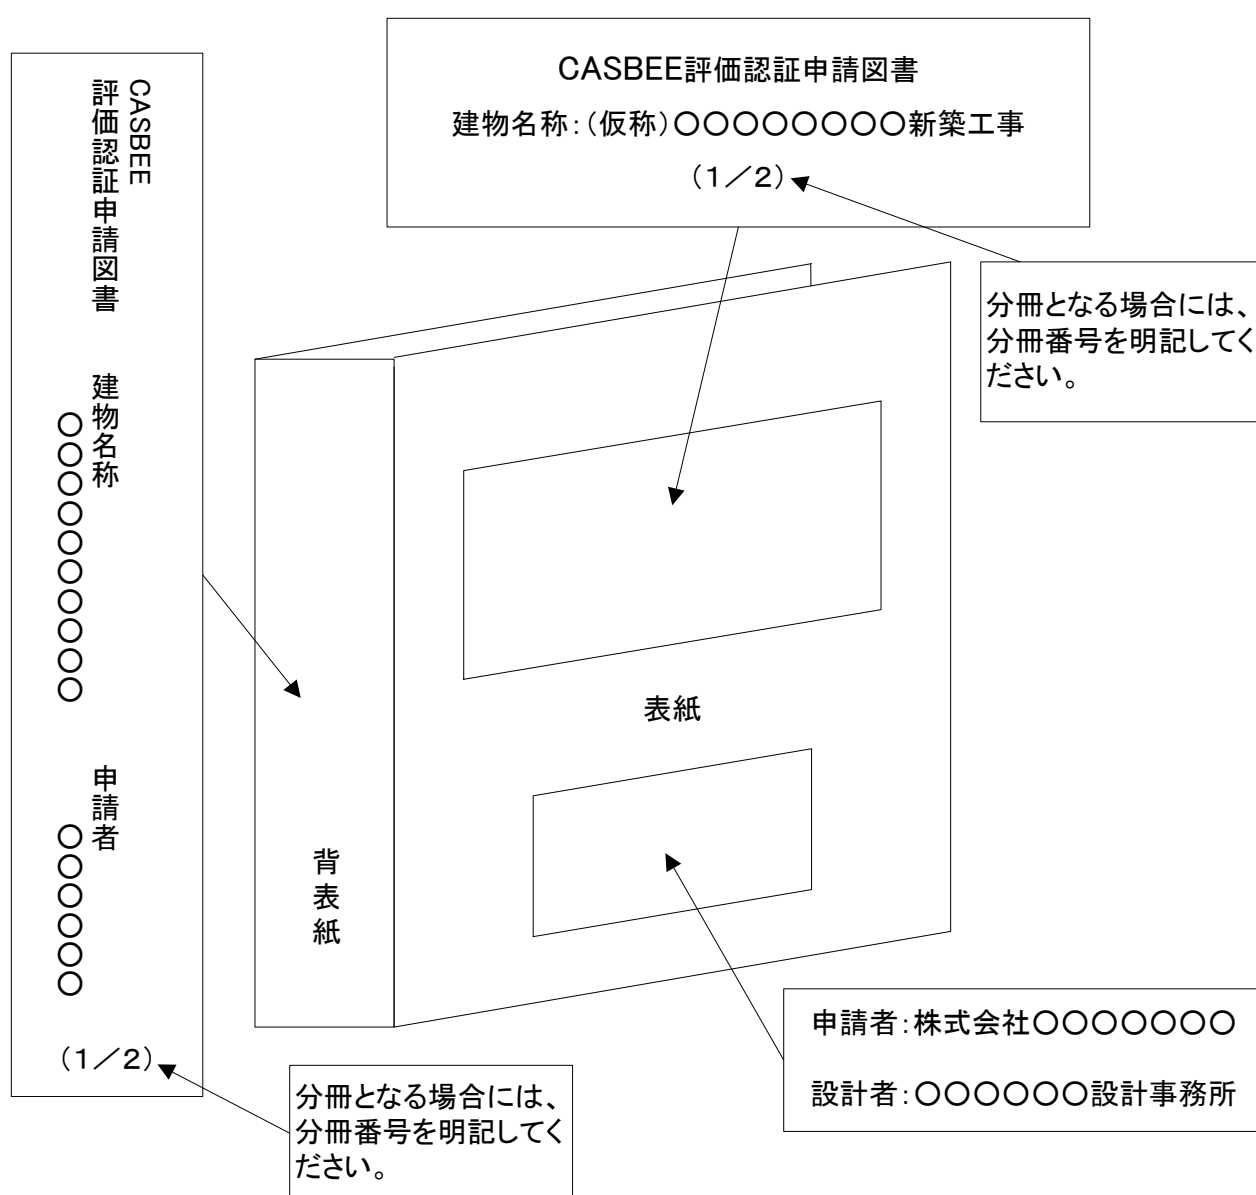 CASBEE
評価認証申請図書
建物名称
○○○○○○○○○○
申請者
○○○○○○
（１／２）
CASBEE評価認証申請図書
建物名称：（仮称）○○○○○○○○新築工事
（１／２）
分冊となる場合には、
分冊番号を明記してく
ださい。
表紙
背表紙
申請者：株式会社○○○○○○○
設計者：○○○○○○設計事務所
分冊となる場合には、
分冊番号を明記してく
ださい。